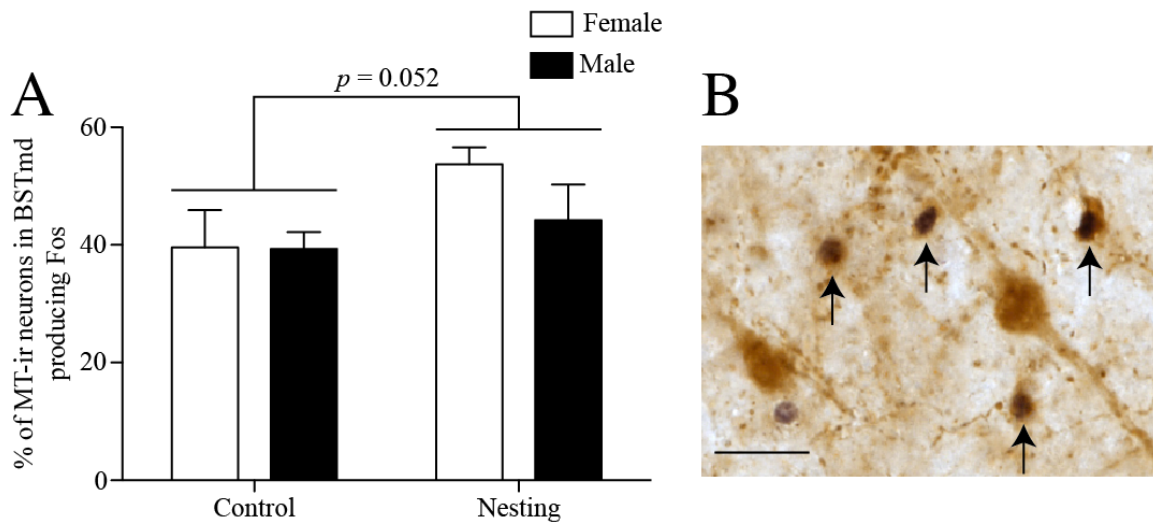 A
Female
Male
p = 0.052
% of MT-ir neurons in BSTmd
producing Fos
60
40
20
0
Control
Nesting
B